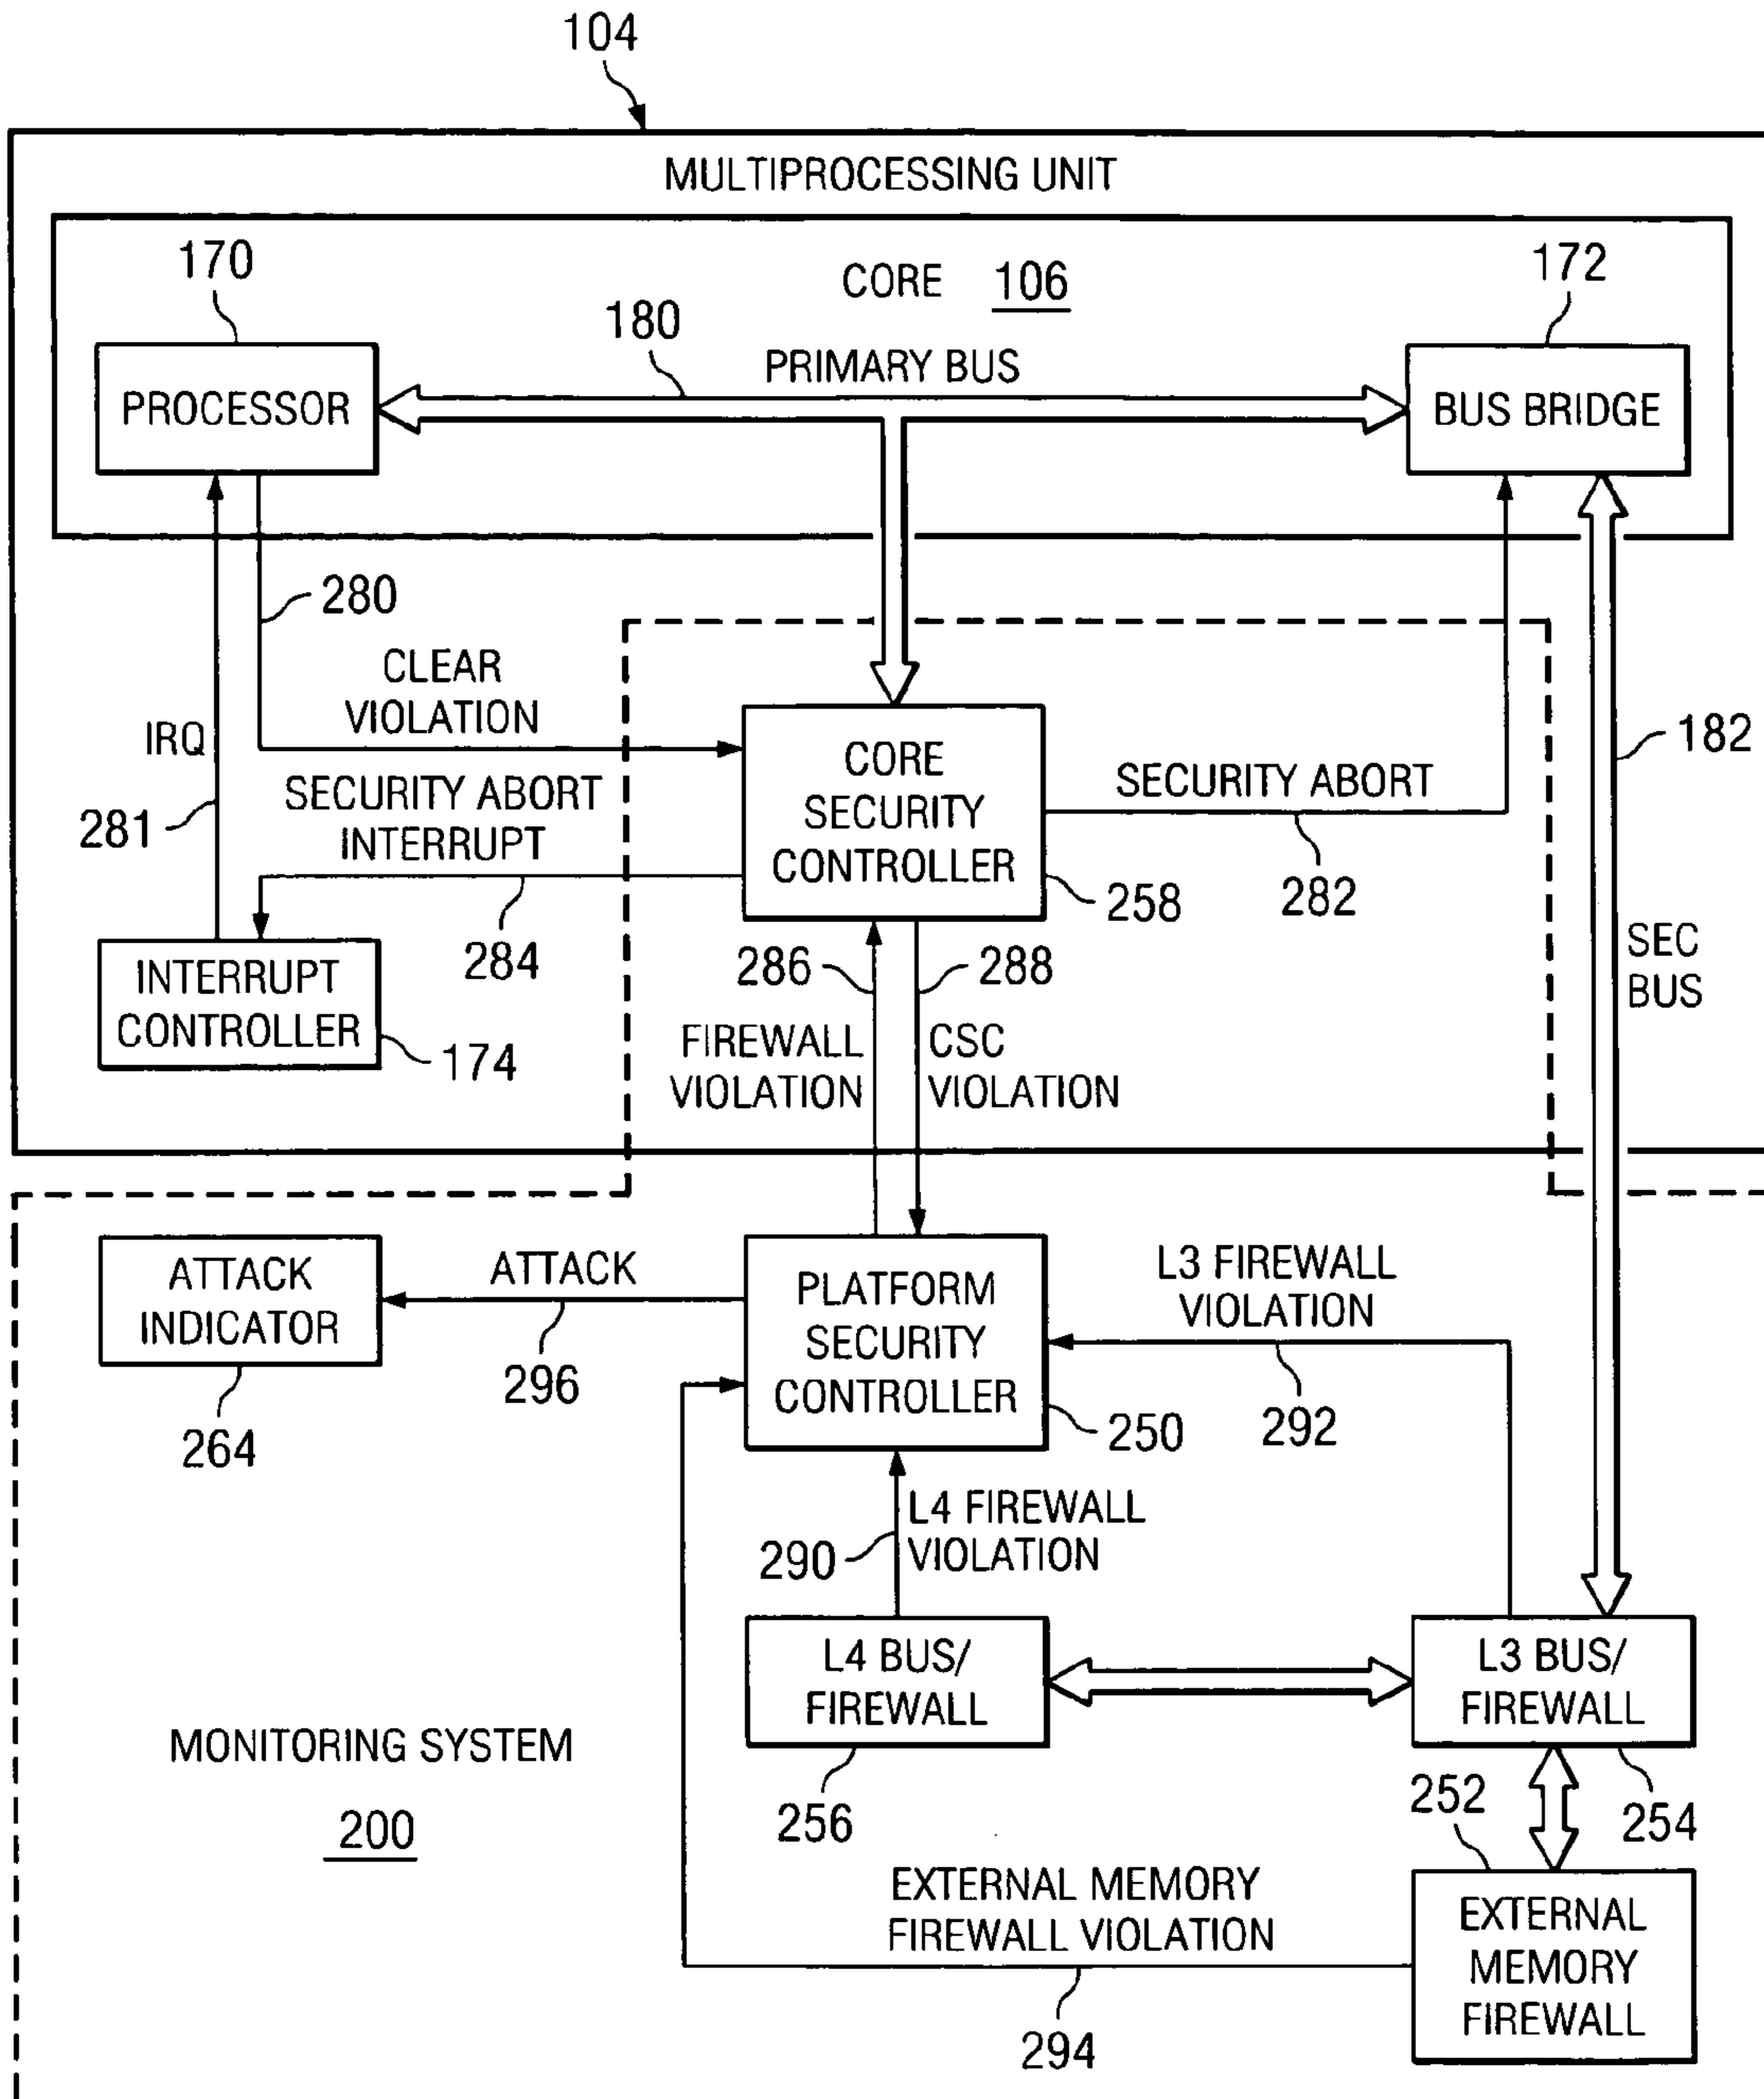 104
MULTIPROCESSING UNIT
170
CORE 106
172
180
PRIMARY BUS
PROCESSOR
BUS BRIDGE
280
CLEAR
VIOLATION
IRQ
281
SECURITY ABORT
INTERRUPT
284
CORE
SECURITY
CONTROLLER
258
SECURITY ABORT
282
182
SEC
BUS
INTERRUPT
CONTROLLER
174
286
288
FIREWALL
VIOLATION
CSC
VIOLATION
ATTACK
INDICATOR
264
ATTACK
296
PLATFORM
SECURITY
CONTROLLER
250
L3 FIREWALL
VIOLATION
292
290
L4 FIREWALL
VIOLATION
L4 BUS/
FIREWALL
256
L3 BUS/
FIREWALL
254
252
MONITORING SYSTEM
200
EXTERNAL MEMORY
FIREWALL VIOLATION
294
EXTERNAL
MEMORY
FIREWALL